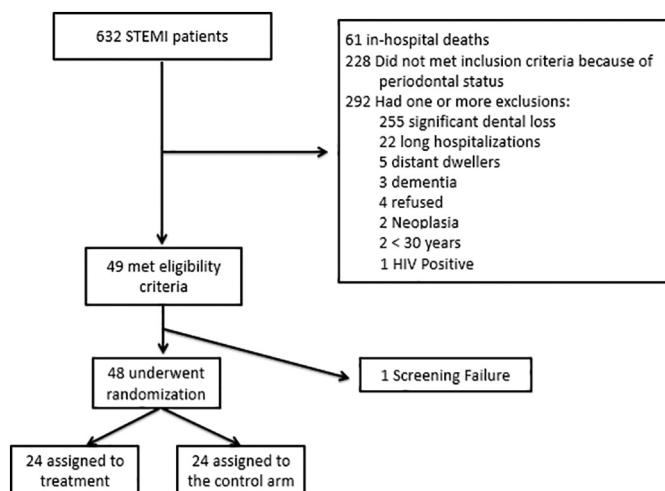 632 STEMI patients
61 in-hospital deaths
228 Did not met inclusion criteria because of
periodontal status
292 Had one or more exclusions:
255 significant dental loss
22 long hospitalizations
5 distant dwellers
3 dementia
4 refused
2 Neoplasia
2 < 30 years
1 HIV Positive
49 met eligibility
criteria
48 underwent
randomization
1 Screening Failure
24 assigned to
treatment
24 assigned to
the control arm